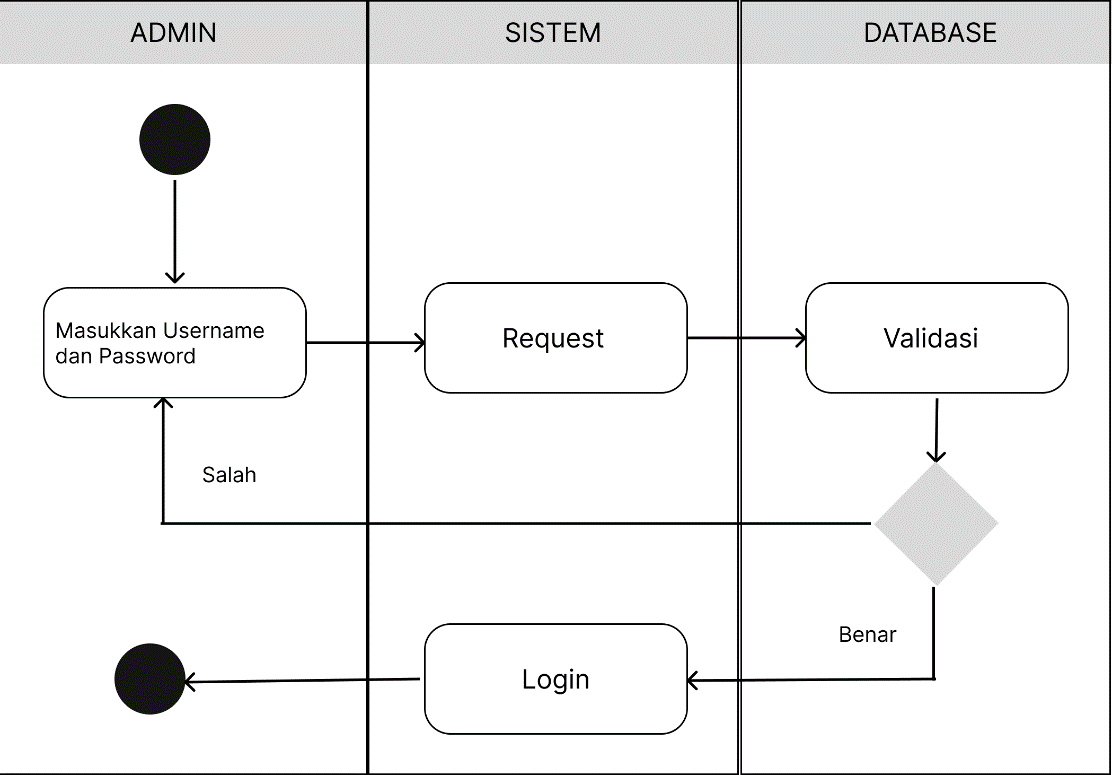 ADMIN
SISTEM
DATABASE
Masukkan Username
dan Password
Request
Validasi
Salah
Benar
Login